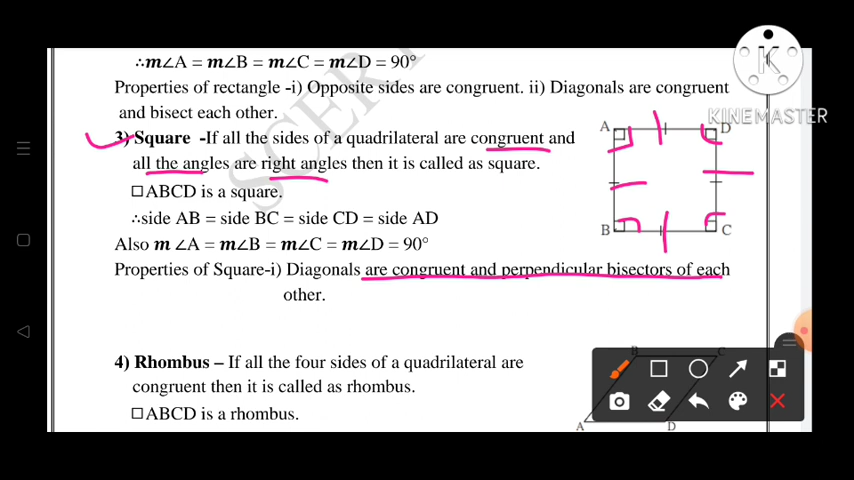 ∴m∠A = m∠B = m∠C = m∠D = 90°
Properties of rectangle -i) Opposite sides are congruent. ii) Diagonals are congruent
and bisect each other.
3) Square -If all the sides of a quadrilateral are congruent and
all the angles are right angles then it is called as square.
□ABCD is a square.
∴side AB = side BC = side CD = side AD
Also m ∠A = m∠B = m∠C = m∠D = 90°
Properties of Square-i) Diagonals are congruent and perpendicular bisectors of each
other.
4) Rhombus – If all the four sides of a quadrilateral are
congruent then it is called as rhombus.
□ABCD is a rhombus.
A D
B C
B C
A D
SCERT
K
KINEMASTER